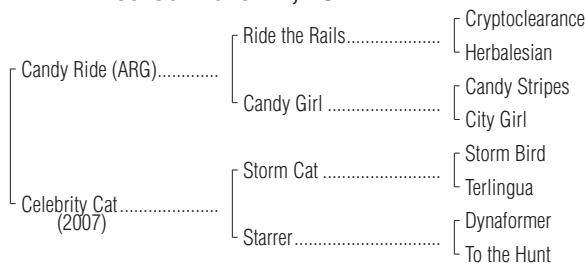 Cryptoclearance
Ride the Rails
Herbalesian
Candy Ride (ARG)
Candy Stripes
Candy Girl
City Girl
Storm Bird
Storm Cat
Terlingua
Celebrity Cat
(2007)
Dynaformer
Starrer
To the Hunt